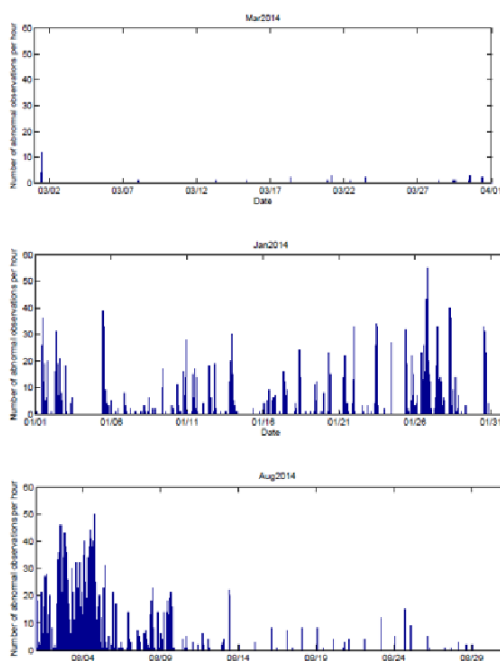 Mar2014
Number of abnormal observations per hour
60
50
40
30
20
10
0
03/02 03/07 03/12 03/17 03/22 03/27 04/01
Date
Jan2014
Number of abnormal observations per hour
60
50
40
30
20
10
0
01/01 01/06 01/11 01/16 01/21 01/26 01/31
Date
Aug2014
Number of abnormal observations per hour
60
50
40
30
20
10
0
08/04 08/09 08/14 08/19 08/24 08/29